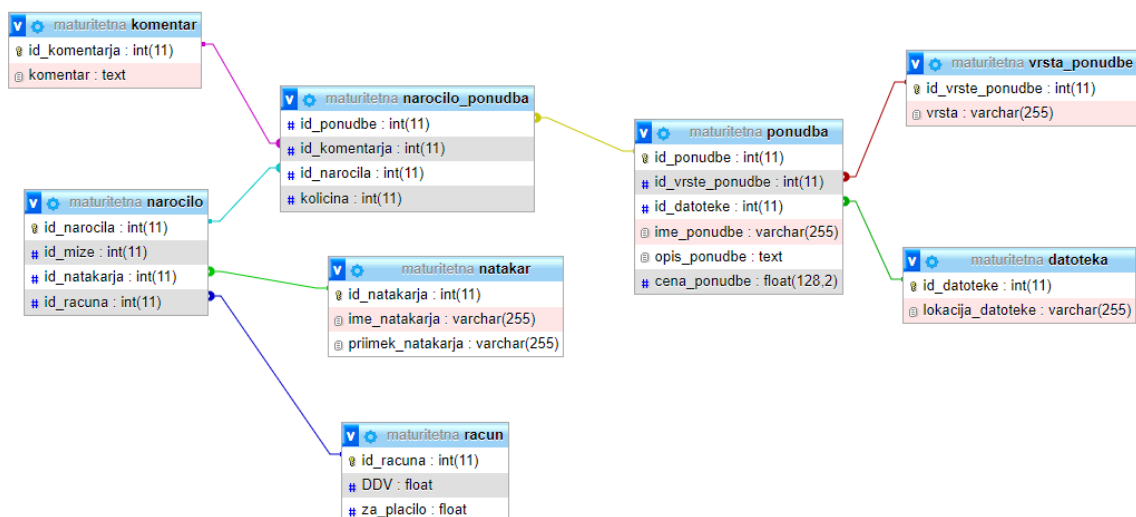 maturitetna komentar
id_komentarja : int(11)
komentar : text
maturitetna narocilo_ponudba
id_ponudbe : int(11)
id_komentarja : int(11)
id_narocila : int(11)
kolicina : int(11)
maturitetna vrsta_ponudbe
id_vrste_ponudbe : int(11)
vrsta : varchar(255)
maturitetna ponudba
id_ponudbe : int(11)
id_vrste_ponudbe : int(11)
id_datoteke : int(11)
ime_ponudbe : varchar(255)
opis_ponudbe : text
cena_ponudbe : float(128,2)
maturitetna narocilo
id_narocila : int(11)
id_mize : int(11)
id_natakarja : int(11)
id_racuna : int(11)
maturitetna natakar
id_natakarja : int(11)
ime_natakarja : varchar(255)
priimek_natakarja : varchar(255)
maturitetna datoteka
id_datoteke : int(11)
lokacija_datoteke : varchar(255)
maturitetna racun
id_racuna : int(11)
DDV : float
za_placilo : float